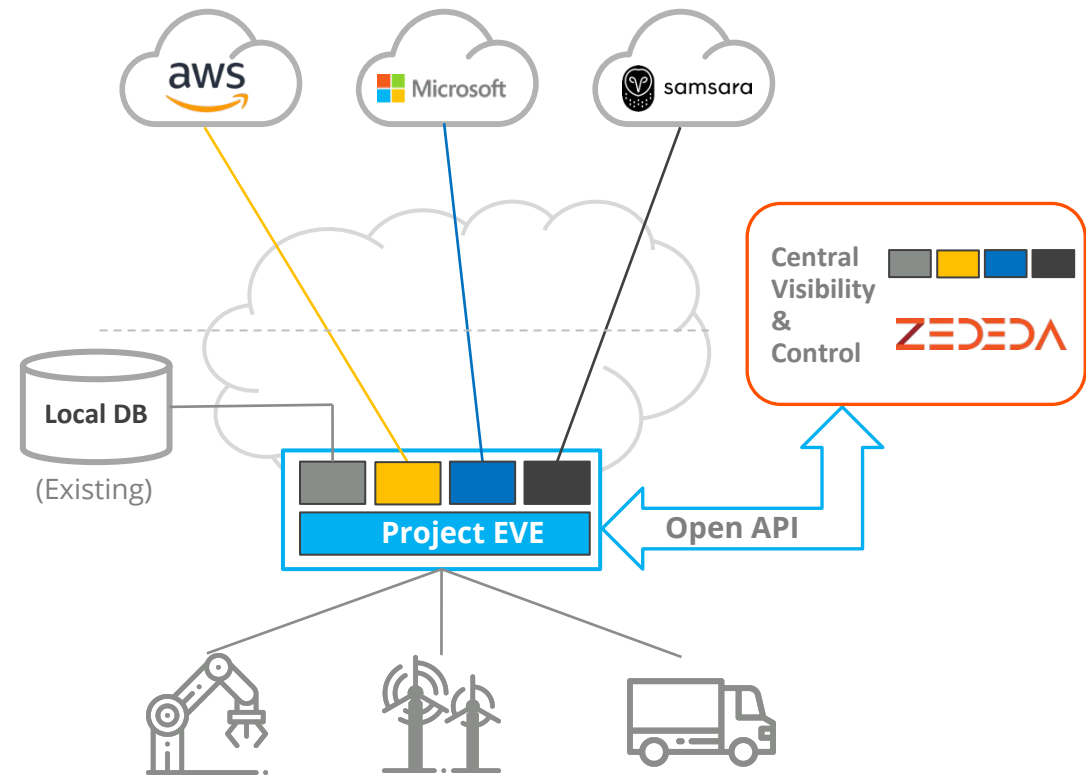 aws
Microsoft
samsara
Central
Visibility
&
Control
ZEDEDA
Local DB
(Existing)
Project EVE
Open API